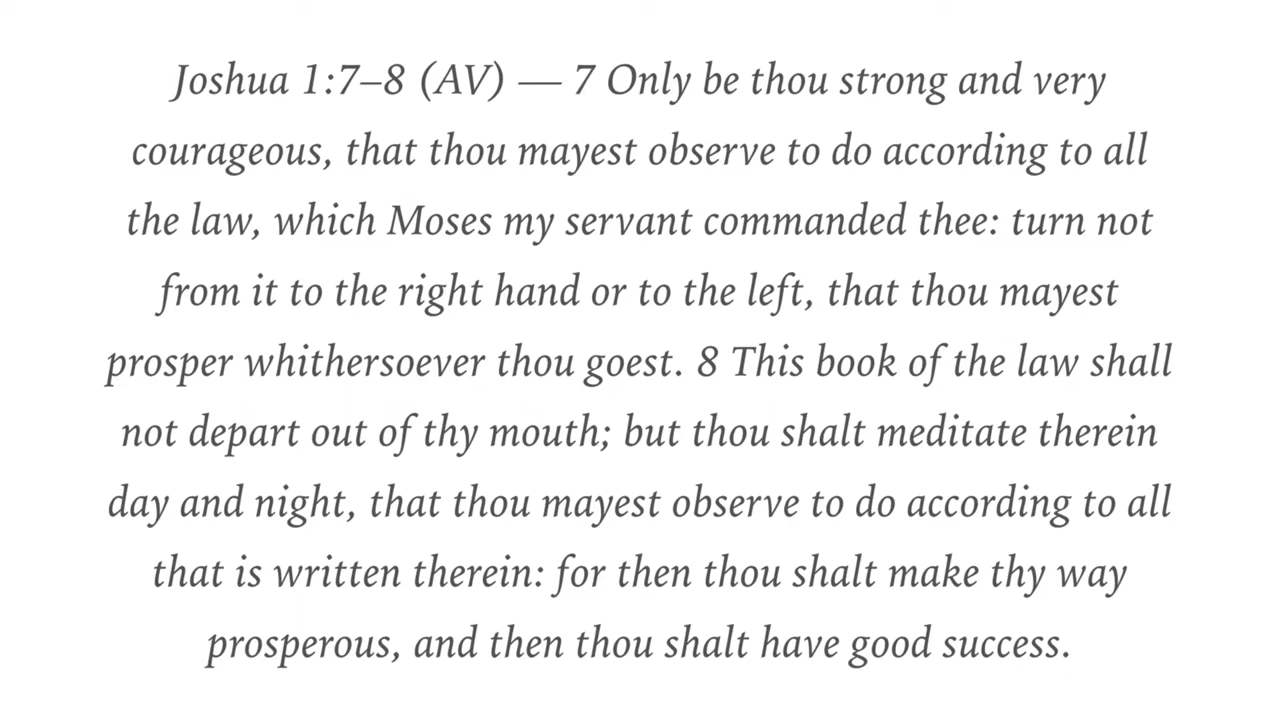 Joshua 1:7–8 (AV) — 7 Only be thou strong and very
courageous, that thou mayest observe to do according to all
the law, which Moses my servant commanded thee: turn not
from it to the right hand or to the left, that thou mayest
prosper whithersoever thou goest. 8 This book of the law shall
not depart out of thy mouth; but thou shalt meditate therein
day and night, that thou mayest observe to do according to all
that is written therein: for then thou shalt make thy way
prosperous, and then thou shalt have good success.